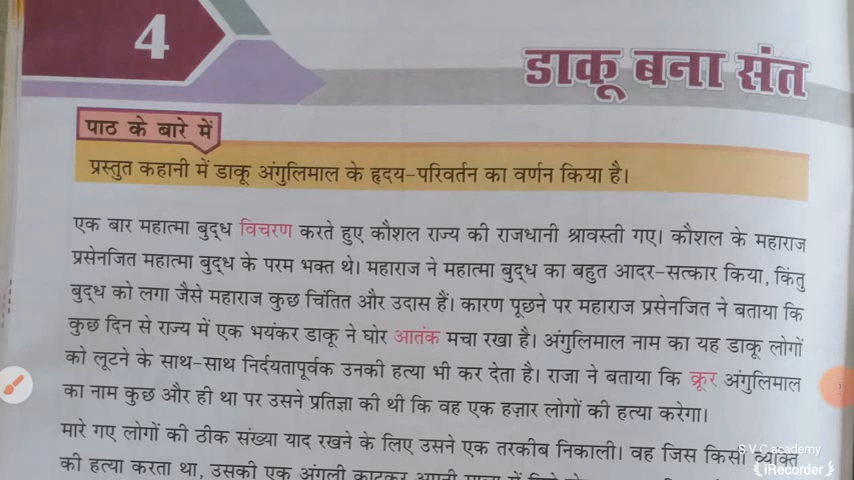 4
डाकू बना संत
पाठ के बारे में
प्रस्तुत कहानी में डाकू अंगुलिमाल के हृदय-परिवर्तन का वर्णन किया है।
एक बार महात्मा बुद्ध विचरण करते हुए कौशल राज्य की राजधानी श्रावस्ती गए। कौशल के महाराज
प्रसेनजित महात्मा बुद्ध के परम भक्त थे। महाराज ने महात्मा बुद्ध का बहुत आदर-सत्कार किया, किंतु
बुद्ध को लगा जैसे महाराज कुछ चिंतित और उदास हैं। कारण पूछने पर महाराज प्रसेनजित ने बताया कि
कुछ दिन से राज्य में एक भयंकर डाकू ने घोर आतंक मचा रखा है। अंगुलिमाल नाम का यह डाकू लोगों
को लूटने के साथ-साथ निर्दयतापूर्वक उनकी हत्या भी कर देता है। राजा ने बताया कि क्रूर अंगुलिमाल
का नाम कुछ और ही था पर उसने प्रतिज्ञा की थी कि वह एक हज़ार लोगों की हत्या करेगा।
मारे गए लोगों की ठीक संख्या याद रखने के लिए उसने एक तरकीब निकाली। वह जिस किसी व्यक्ति
की हत्या करता था, उसकी एक अंगुली काटकर अपनी माला में
S V C academy
iRecorder